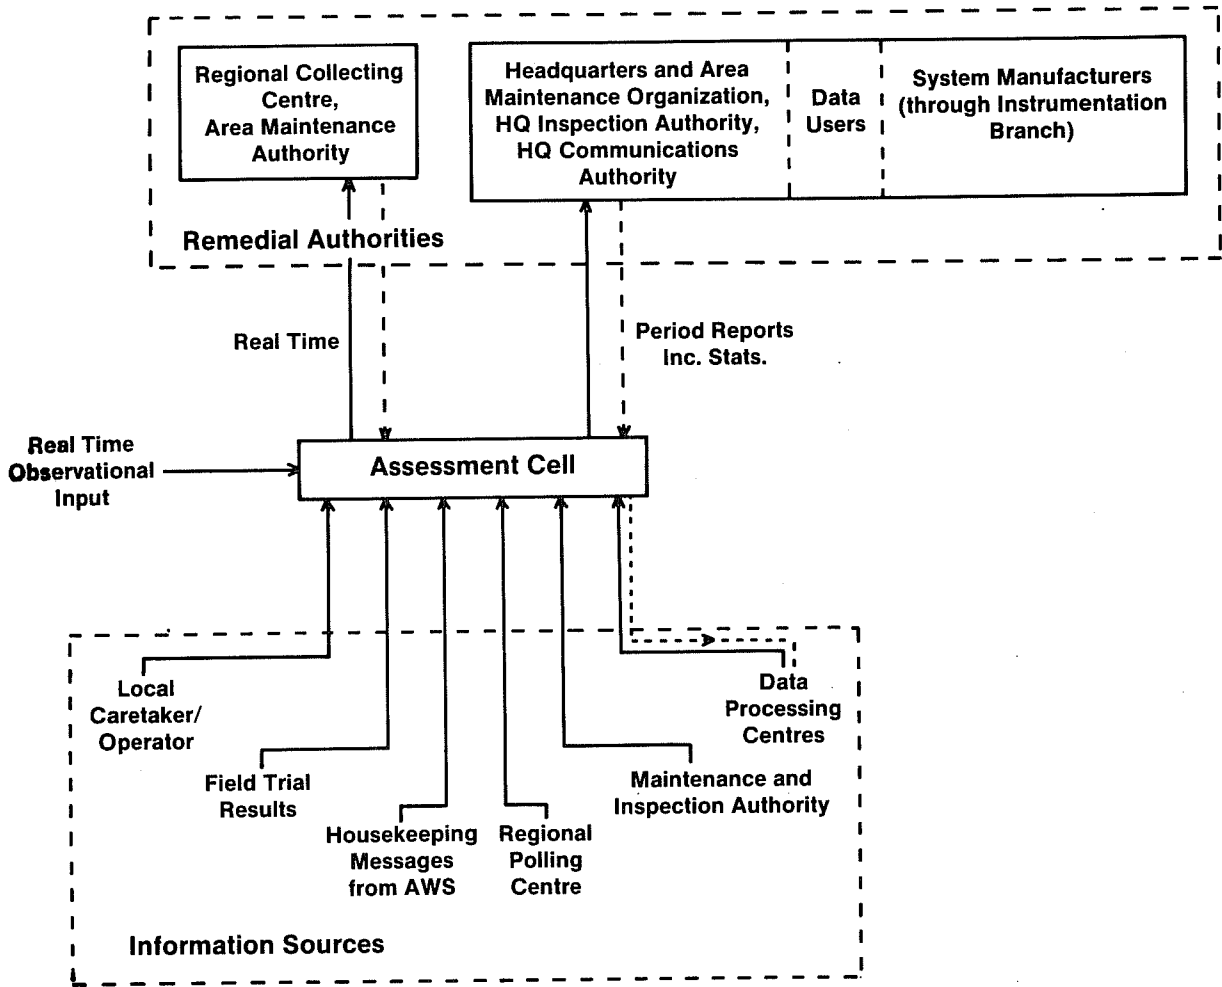 Regional Collecting
Centre,
Area Maintenance
Authority
Headquarters and Area
Maintenance Organization,
HQ Inspection Authority,
HQ Communications
Authority
Data
Users
System Manufacturers
(through Instrumentation
Branch)
Remedial Authorities
Real Time
Period Reports
Inc. Stats.
Real Time
Observational
Input
Assessment Cell
Local
Caretaker/
Operator
Field Trial
Results
Housekeeping
Messages
from AWS
Regional
Polling
Centre
Maintenance and
Inspection Authority
Data
Processing
Centres
Information Sources